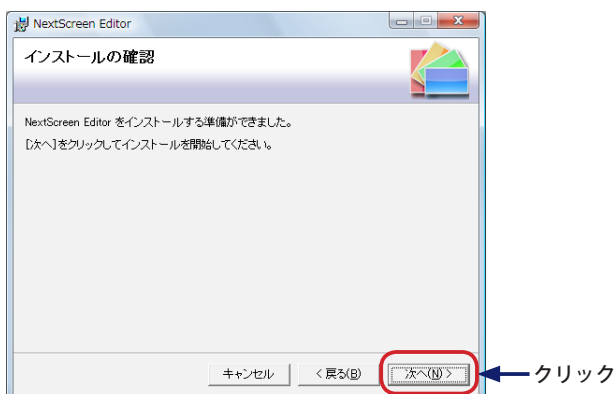 NextScreen Editor
インストールの確認
NextScreen Editor をインストールする準備ができました。
[次へ]をクリックしてインストールを開始してください。
キャンセル
< 戻る(B)
次へ(N) >
クリック